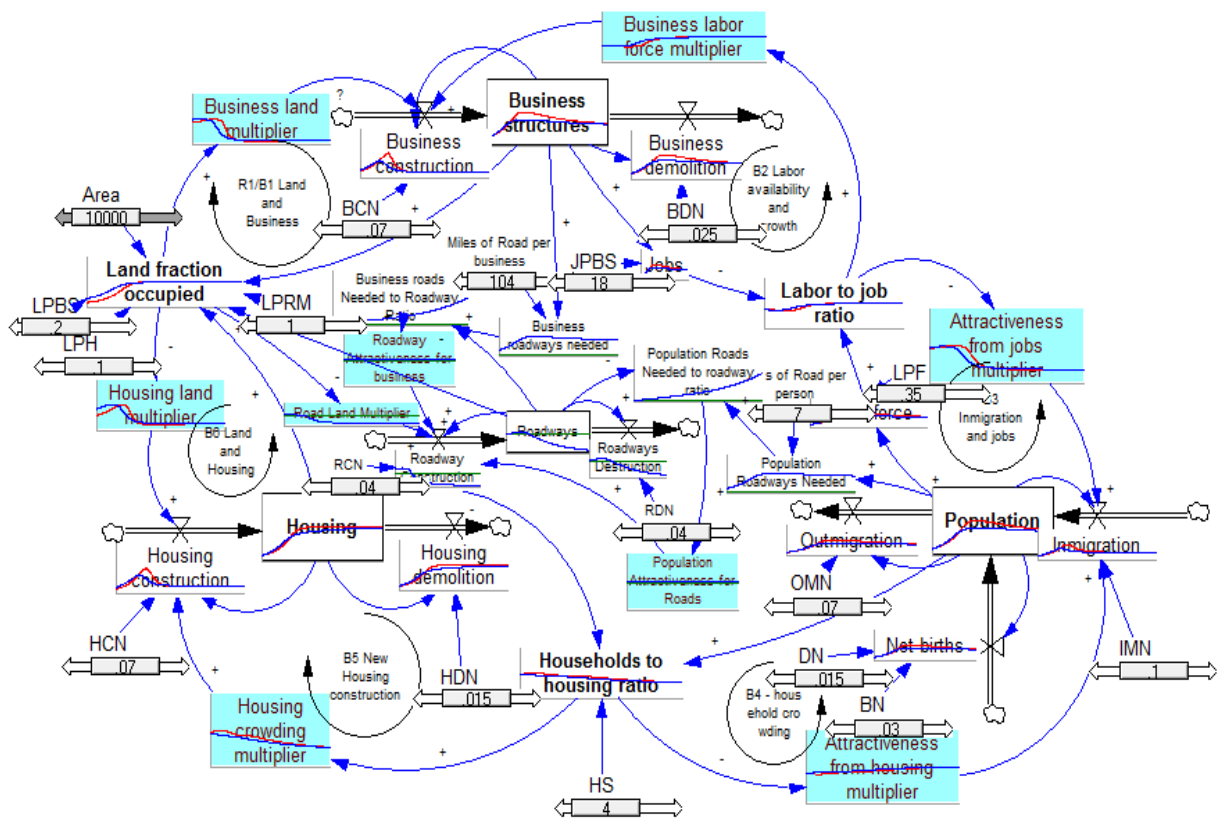 Business labor
force multiplier
?
Business land
multiplier
+
Business
structures
Business
construction
Business
demolition
+
+
R1/B1 Land
and
Business
B2 Labor
availability
and
growth
+
Area
10000
BCN
.07
+
+
BDN
.025
Miles of Road per
business
104
JPBS
18
Jobs
-
Land fraction
occupied
Business roads
Needed to Roadway
Ratio
Labor to job
ratio
-
LPBS
.2
LPRM
1
+
Business
roadways needed
LPH
.1
-
+
Roadway
Attractiveness for
business
-
-
Population Roads
Needed to roadway
ratio
s of Road per
person
7
LPF
.35
force
+
Attractiveness
from jobs
multiplier
Housing land
multiplier
Road Land Multiplier
+
+
Roadways
+
B6 Land
and
Housing
Inmigration
and jobs
+
+
Roadway
RCN
.04
Roadways
Destruction
Population
Roadways Needed
+
+
+
RDN
.04
+
+
+
Housing
-
Population
Housing
construction
Housing
demolition
Outmigration
Inmigration
Population
Attractiveness for
Roads
+
HCN
.07
OMN
.07
+
B5 New
Housing
construction
HDN
.015
+
Households to
housing ratio
DN
.015
Net births
IMN
.1
B4 - hous
ehold cro
wding
BN
.03
Housing
crowding
multiplier
+
-
Attractiveness
from housing
multiplier
HS
4